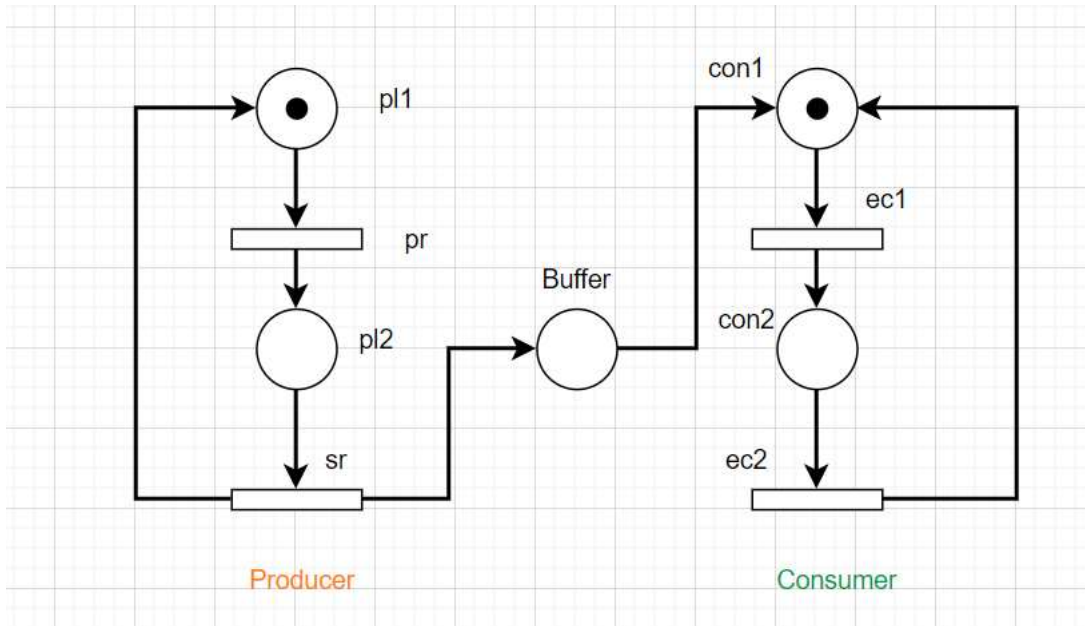 pl1
con1
ec1
pr
Buffer
con2
pl2
sr
ec2
Producer
Consumer